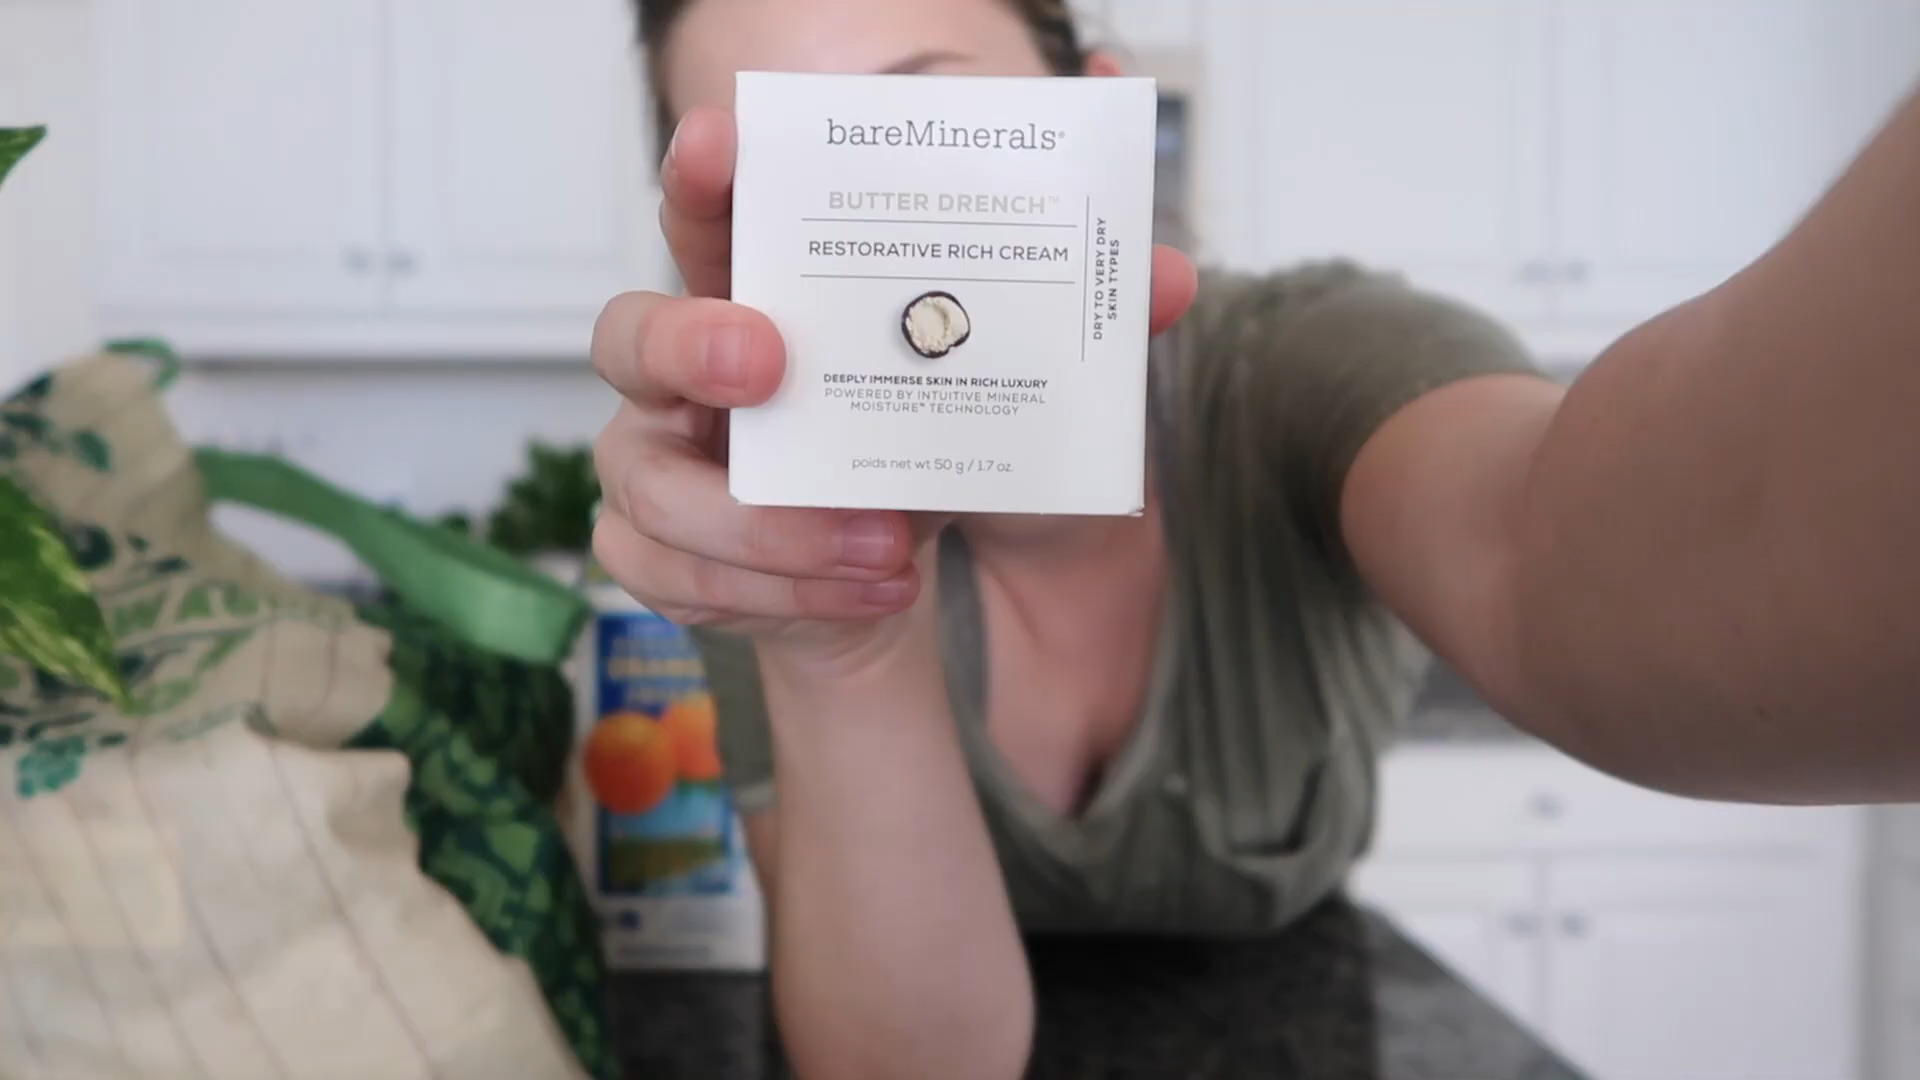 bareMinerals®
BUTTER DRENCH™
RESTORATIVE RICH CREAM
DRY TO VERY DRY
SKIN TYPES
DEEPLY IMMERSE SKIN IN RICH LUXURY
POWERED BY INTUITIVE MINERAL
MOISTURE™ TECHNOLOGY
poids net wt 50 g / 1.7 oz.